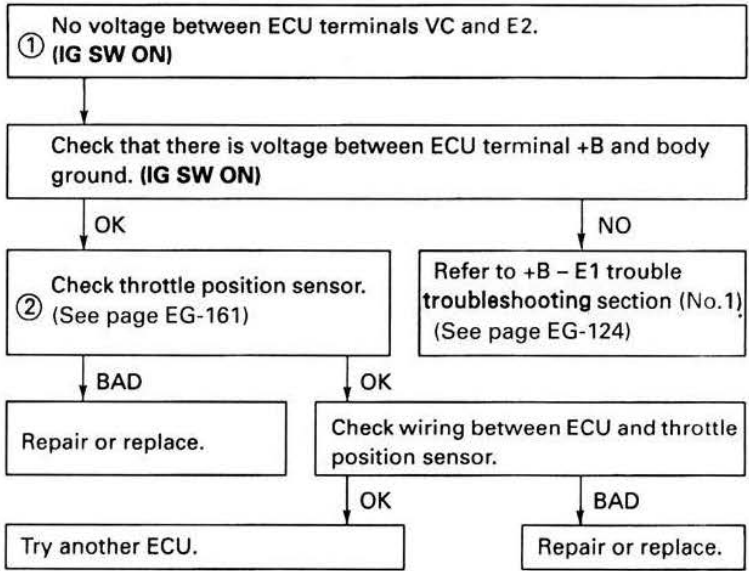 ① No voltage between ECU terminals VC and E2.
(IG SW ON)
Check that there is voltage between ECU terminal +B and body
ground. (IG SW ON)
OK
NO
② Check throttle position sensor.
(See page EG-161)
Refer to +B – E1 trouble
troubleshooting section (No.1).
(See page EG-124)
BAD
OK
Repair or replace.
Check wiring between ECU and throttle
position sensor.
OK
BAD
Try another ECU.
Repair or replace.